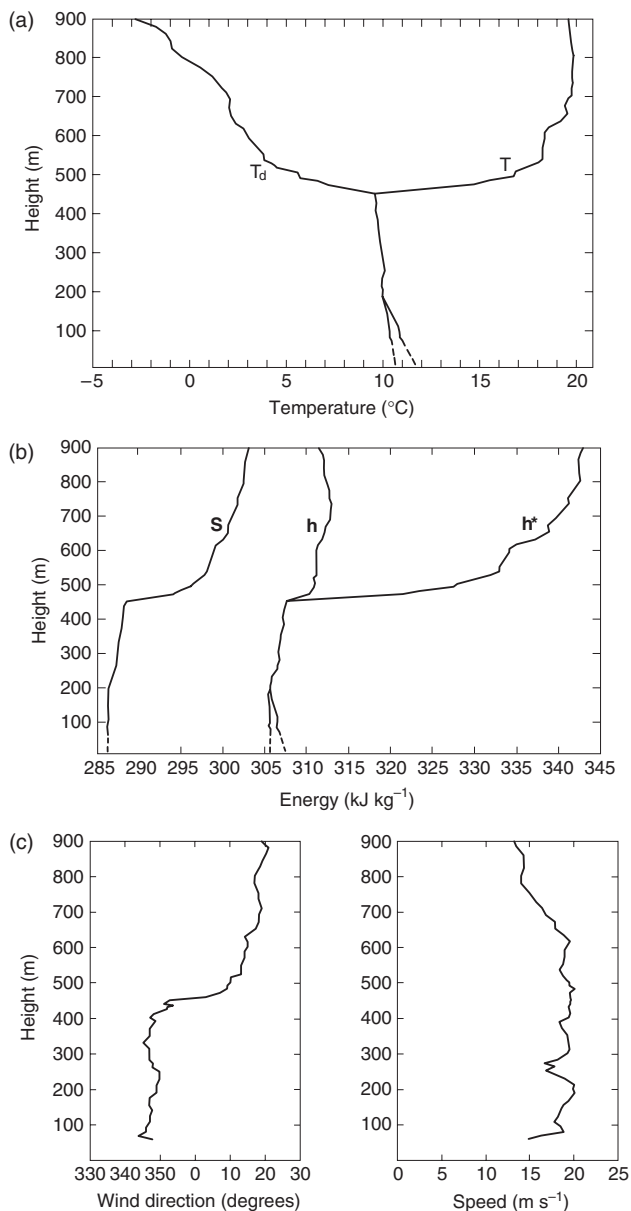 (a)
900
800
700
600
500
400
300
200
100
Height (m)
T_d
T
−5 0 5 10 15 20
Temperature (°C)
(b)
900
800
700
600
500
400
300
200
100
Height (m)
S h h*
285 290 295 300 305 310 315 320 325 330 335 340 345
Energy (kJ kg⁻¹)
(c)
900
800
700
600
500
400
300
200
100
Height (m)
330 340 350 0 10 20 30
Wind direction (degrees)
900
800
700
600
500
400
300
200
100
0 5 10 15 20 25
Speed (m s⁻¹)